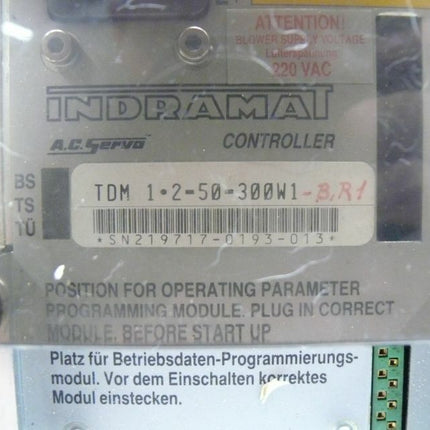 ATTENTION!
BLOWER SUPPLY VOLTAGE
Lüfterspannung
220 VAC
INDRAMAT
A.C. Servo CONTROLLER
BS
TS
TÜ
TDM 1·2-50-300W1-B,R1
*SN219717-0193-013*
POSITION FOR OPERATING PARAMETER
PROGRAMMING MODULE. PLUG IN CORRECT
MODULE. BEFORE START UP
Platz für Betriebsdaten-Programmierungs-
modul. Vor dem Einschalten korrektes
Modul einstecken.